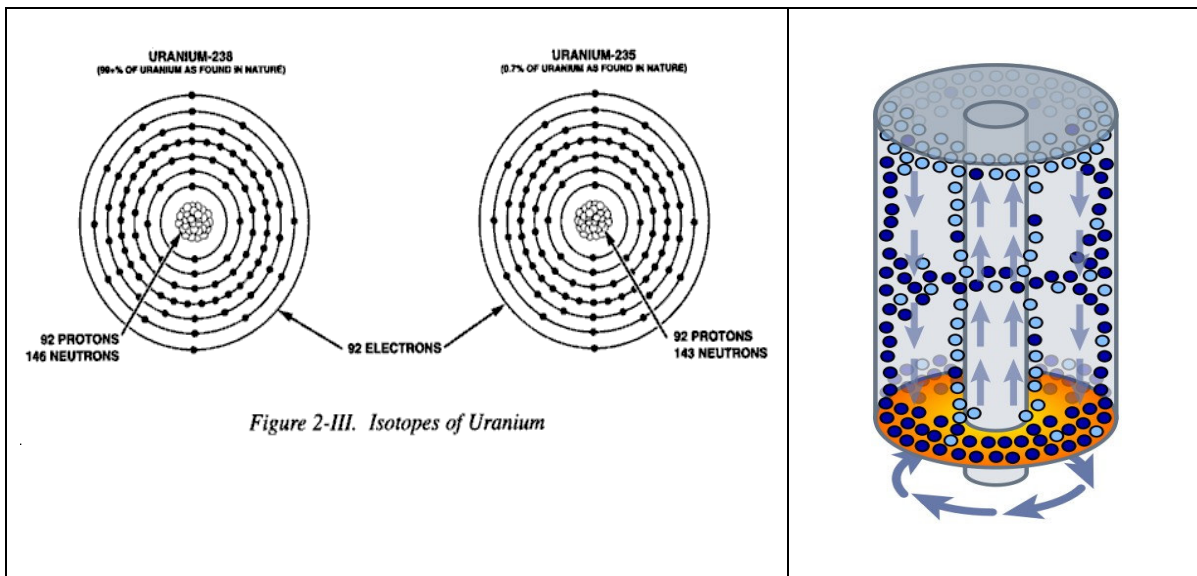 URANIUM-238
(99+% OF URANIUM AS FOUND IN NATURE)
URANIUM-235
(0.7% OF URANIUM AS FOUND IN NATURE)
92 PROTONS
146 NEUTRONS
92 ELECTRONS
92 PROTONS
143 NEUTRONS
Figure 2-III. Isotopes of Uranium